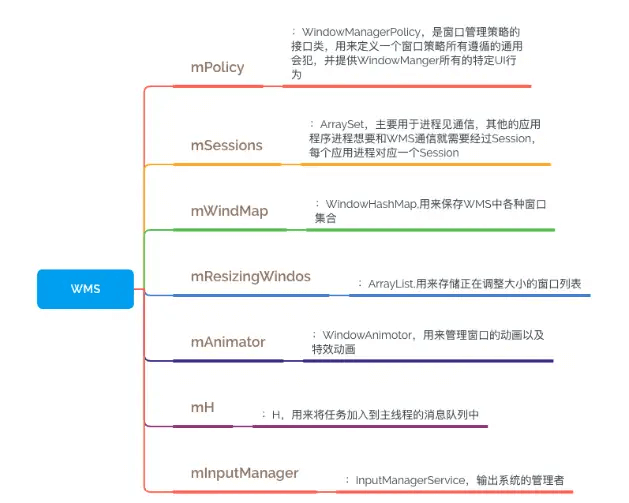 WMS
mPolicy
： WindowManagerPolicy，是窗口管理策略的
接口类，用来定义一个窗口策略所有遵循的通用
会犯，并提供WindowManger所有的特定UI行
为
mSessions
： ArraySet，主要用于进程见通信，其他的应用
程序进程想要和WMS通信就需要经过Session，
每个应用进程对应一个Session
mWindMap
： WindowHashMap,用来保存WMS中各种窗口
集合
mResizingWindos
： ArrayList,用来存储正在调整大小的窗口列表
mAnimator
： WindowAnimotor，用来管理窗口的动画以及
特效动画
mH
： H，用来将任务加入到主线程的消息队列中
mInputManager
： InputManagerService，输出系统的管理者